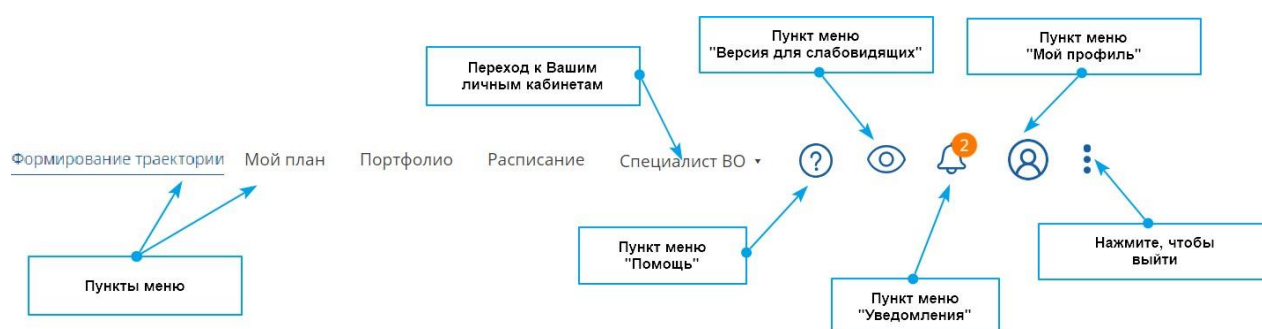 Пункт меню
"Версия для слабовидящих"
Пункт меню
"Мой профиль"
Переход к Вашим
личным кабинетам
Формирование траектории Мой план Портфолио Расписание Специалист ВО
2
Пункты меню
Пункт меню
"Помощь"
Нажмите, чтобы
выйти
Пункт меню
"Уведомления"